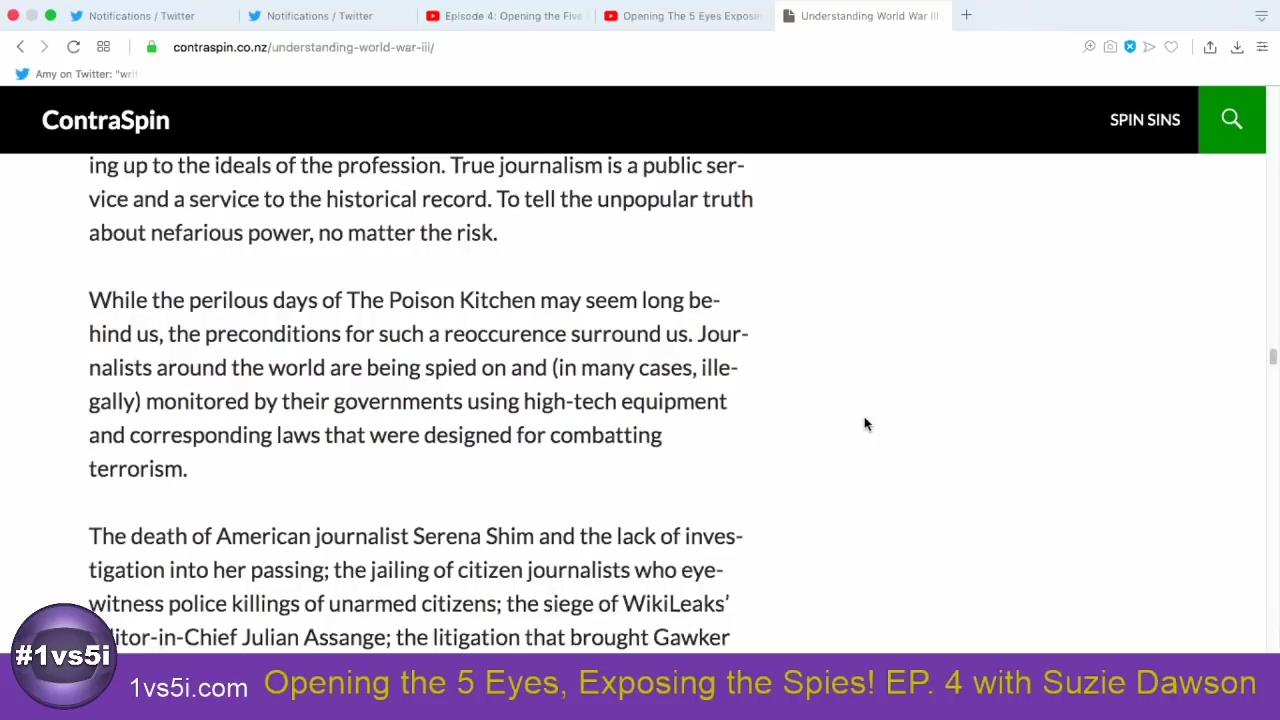 Notifications / Twitter
Notifications / Twitter
Episode 4: Opening the Five
Opening The 5 Eyes Exposin
Understanding World War III
contraspin.co.nz/understanding-world-war-iii/
Amy on Twitter: "writ
ContraSpin
SPIN SINS
ing up to the ideals of the profession. True journalism is a public ser-
vice and a service to the historical record. To tell the unpopular truth
about nefarious power, no matter the risk.
While the perilous days of The Poison Kitchen may seem long be-
hind us, the preconditions for such a reoccurence surround us. Jour-
nalists around the world are being spied on and (in many cases, ille-
gally) monitored by their governments using high-tech equipment
and corresponding laws that were designed for combatting
terrorism.
The death of American journalist Serena Shim and the lack of inves-
tigation into her passing; the jailing of citizen journalists who eye-
witness police killings of unarmed citizens; the siege of WikiLeaks'
ditor-in-Chief Julian Assange; the litigation that brought Gawker
#1vs5i
1vs5i.com
Opening the 5 Eyes, Exposing the Spies! EP. 4 with Suzie Dawson